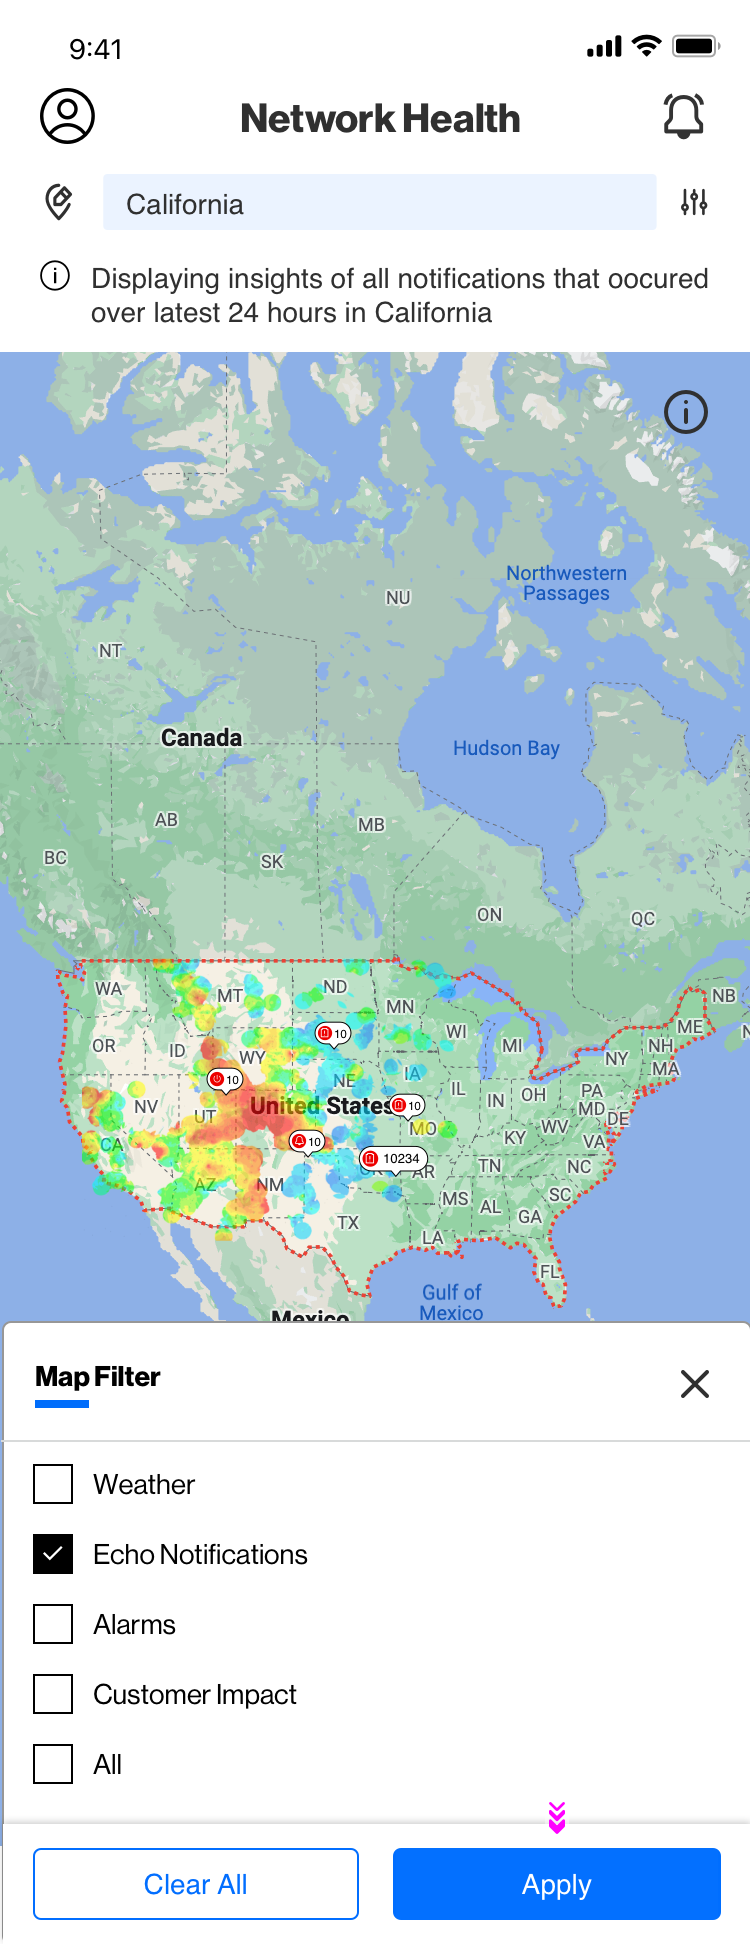 9:41
Network Health
California
Displaying insights of all notifications that oocured
over latest 24 hours in California
Northwestern
Passages
NU
NT
Canada
Hudson Bay
AB
MB
BC
SK
ON
QC
WA
MT
ND
NB
MN
ME
OR
ID
WY
10
WI
MI
NH
NY
MA
10
NE
IA
IL
IN
OH
PA
NV
UT
United States
10
MD
DE
CA
10
MO
KY
WV
VA
10234
AR
TN
NC
AZ
NM
MS
AL
SC
TX
GA
LA
FL
Gulf of
Mexico
Mexico
Map Filter
Weather
Echo Notifications
Alarms
Customer Impact
All
Clear All
Apply